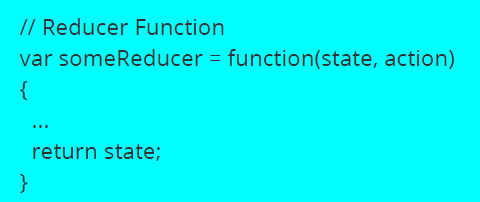 // Reducer Function
var someReducer = function(state, action)
{
...
return state;
}